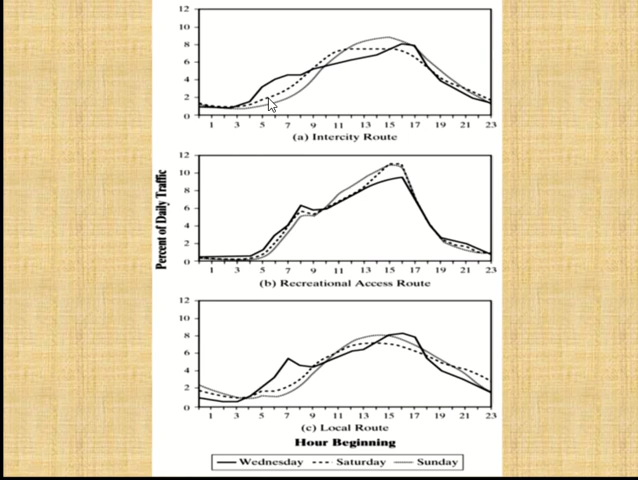 12
10
8
6
4
2
0
1 3 5 7 9 11 13 15 17 19 21 23
(a) Intercity Route
Percent of Daily Traffic
12
10
8
6
4
2
0
1 3 5 7 9 11 13 15 17 19 21 23
(b) Recreational Access Route
12
10
8
6
4
2
0
1 3 5 7 9 11 13 15 17 19 21 23
(c) Local Route
Hour Beginning
Wednesday Saturday Sunday